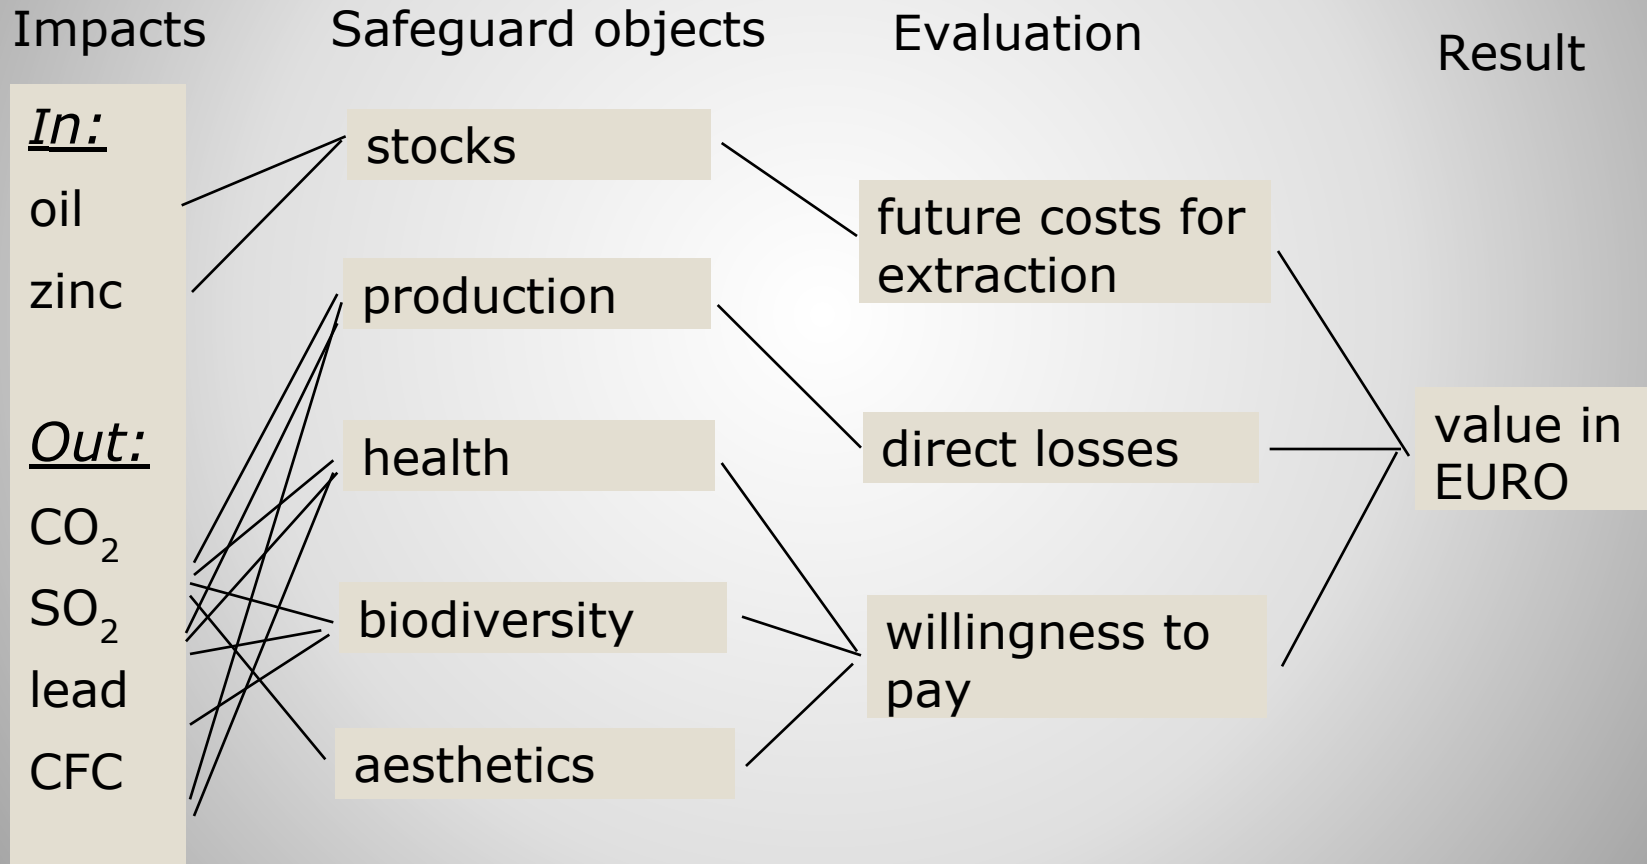 Impacts
Safeguard objects
Evaluation
Result
In:
oil
zinc
Out:
CO₂
SO₂
lead
CFC
stocks
production
health
biodiversity
aesthetics
future costs for
extraction
direct losses
willingness to
pay
value in
EURO